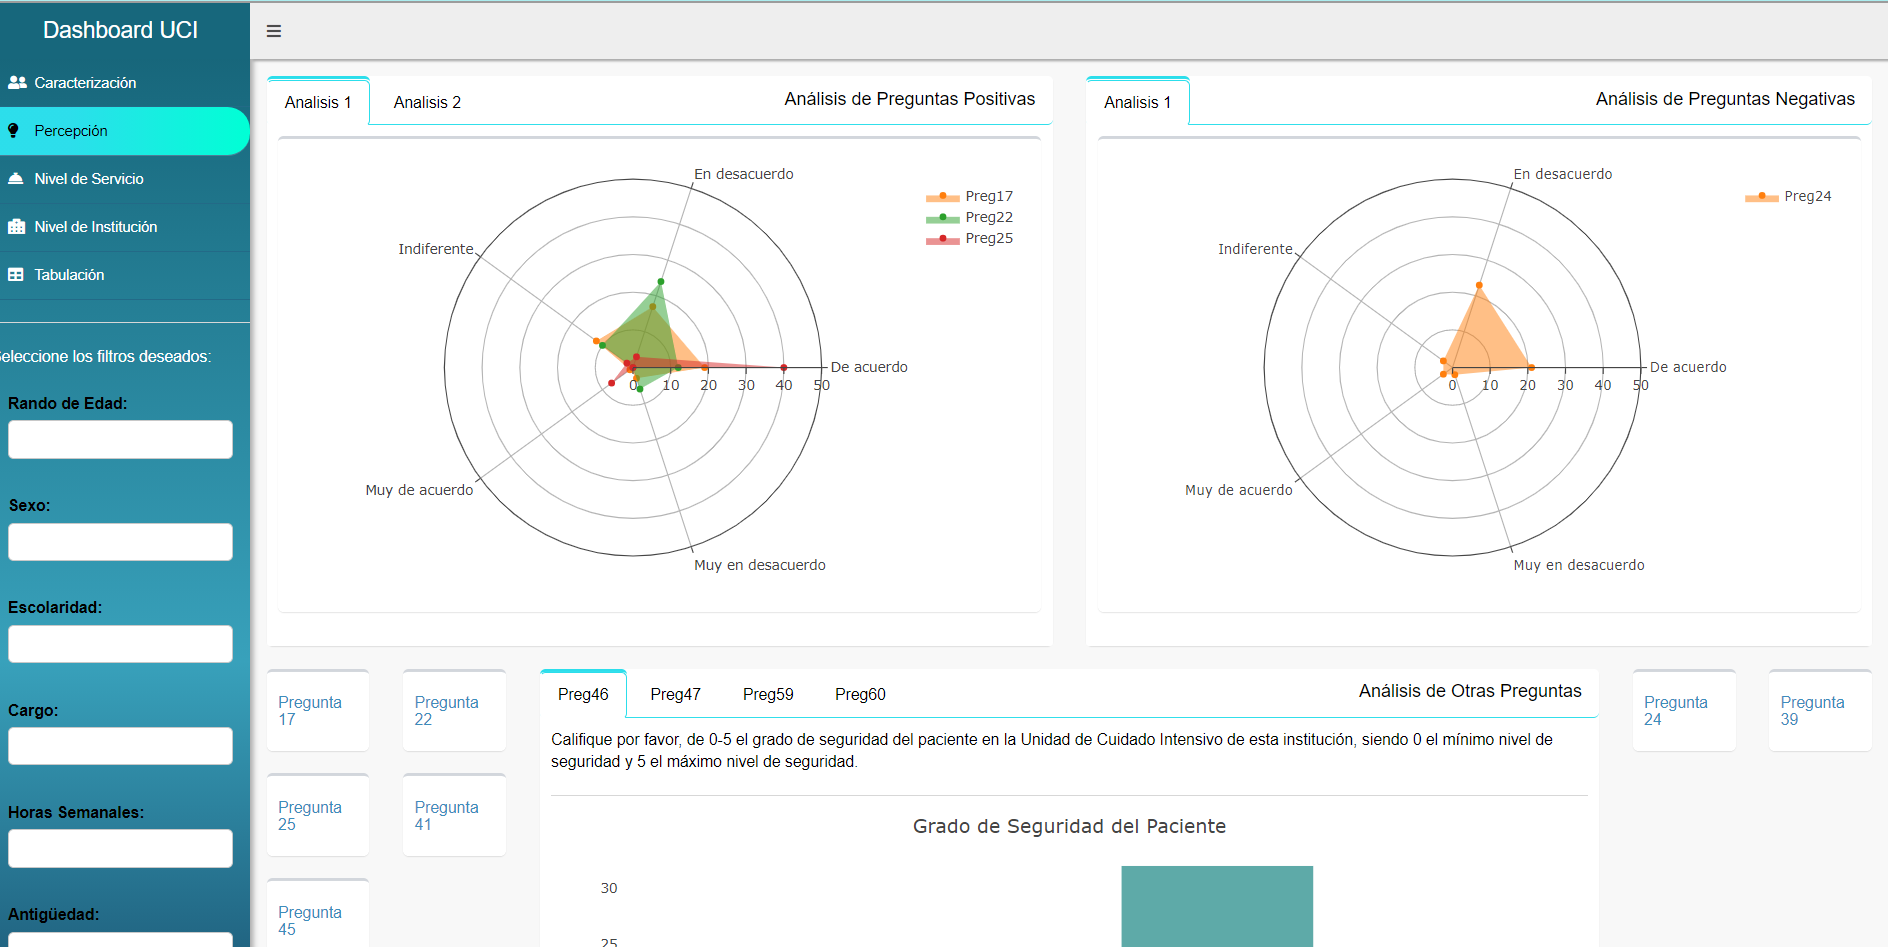 Dashboard UCI
Caracterización
Percepción
Nivel de Servicio
Nivel de Institución
Tabulación
eleccione los filtros deseados:
Rando de Edad:
Sexo:
Escolaridad:
Cargo:
Horas Semanales:
Antigüedad:
Analisis 1
Analisis 2
Análisis de Preguntas Positivas
En desacuerdo
Indiferente
De acuerdo
Muy de acuerdo
Muy en desacuerdo
0 10 20 30 40 50
Preg17
Preg22
Preg25
Analisis 1
Análisis de Preguntas Negativas
En desacuerdo
Indiferente
De acuerdo
Muy de acuerdo
Muy en desacuerdo
0 10 20 30 40 50
Preg24
Pregunta
17
Pregunta
22
Pregunta
25
Pregunta
41
Pregunta
45
Preg46
Preg47
Preg59
Preg60
Análisis de Otras Preguntas
Califique por favor, de 0-5 el grado de seguridad del paciente en la Unidad de Cuidado Intensivo de esta institución, siendo 0 el mínimo nivel de
seguridad y 5 el máximo nivel de seguridad.
Grado de Seguridad del Paciente
30
25
Pregunta
24
Pregunta
39